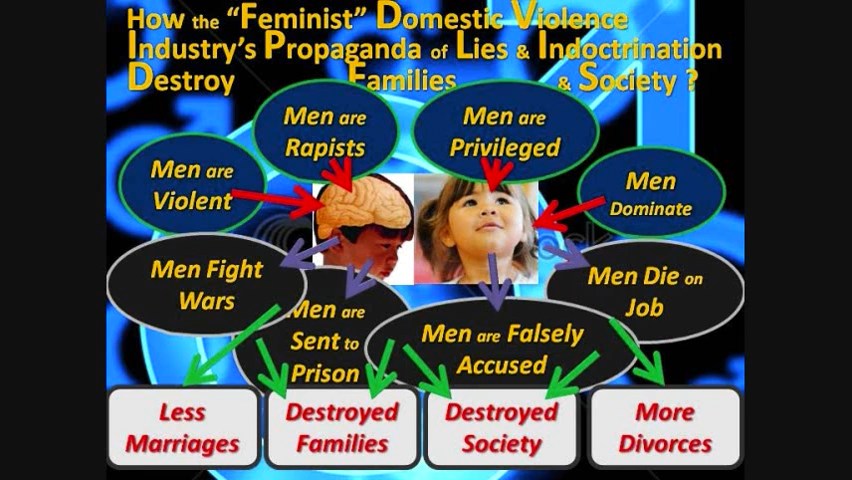 How the “Feminist” Domestic Violence
Industry’s Propaganda of Lies & Indoctrination
Destroy Families & Society ?
Men are
Rapists
Men are
Privileged
Men are
Violent
Men
Dominate
Men Fight
Wars
Men are
Sent to
Prison
Men are Falsely
Accused
Men Die on
Job
Less
Marriages
Destroyed
Families
Destroyed
Society
More
Divorces